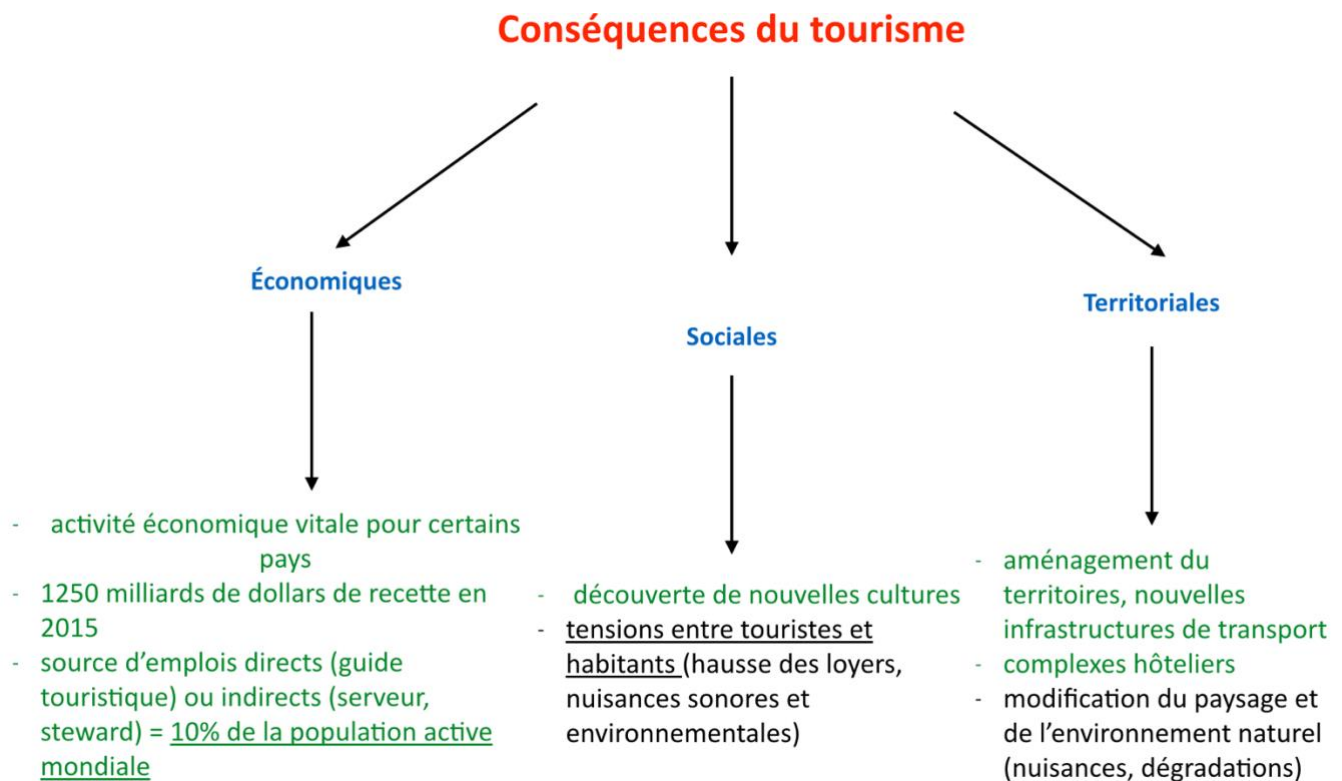 Conséquences du tourisme
Économiques
- activité économique vitale pour certains
pays
- 1250 milliards de dollars de recette en
2015
- source d'emplois directs (guide
touristique) ou indirects (serveur,
steward) = 10% de la population active
mondiale
Sociales
- découverte de nouvelles cultures
- tensions entre touristes et
habitants (hausse des loyers,
nuisances sonores et
environnementales)
Territoriales
- aménagement du
territoires, nouvelles
infrastructures de transport
- complexes hôteliers
- modification du paysage et
de l'environnement naturel
(nuisances, dégradations)